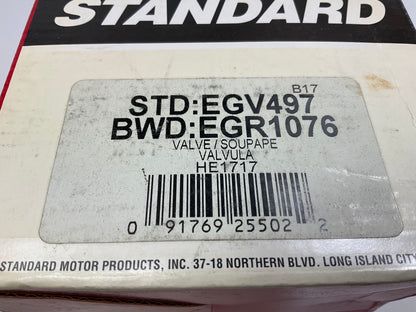 STANDARD
B17
STD:EGV497
BWD:EGR1076
VALVE / SOUPAPE
VALVULA
HE1717
0 91769 25502 2
STANDARD MOTOR PRODUCTS, INC. 37-18 NORTHERN BLVD. LONG ISLAND CITY